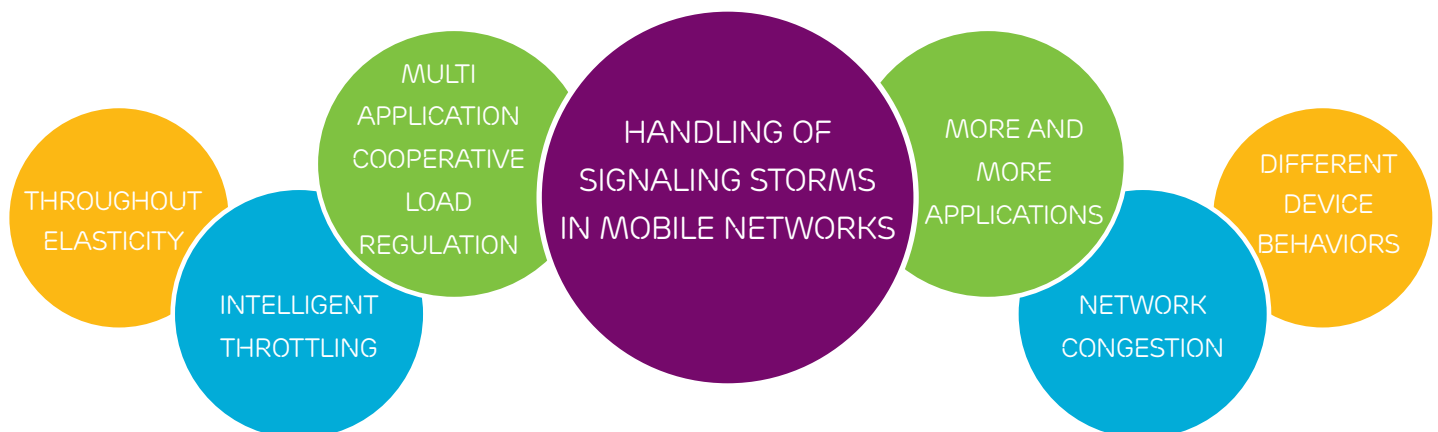 THROUGHOUT
ELASTICITY
INTELLIGENT
THROTTLING
MULTI
APPLICATION
COOPERATIVE
LOAD
REGULATION
HANDLING OF
SIGNALING STORMS
IN MOBILE NETWORKS
MORE AND
MORE
APPLICATIONS
NETWORK
CONGESTION
DIFFERENT
DEVICE
BEHAVIORS